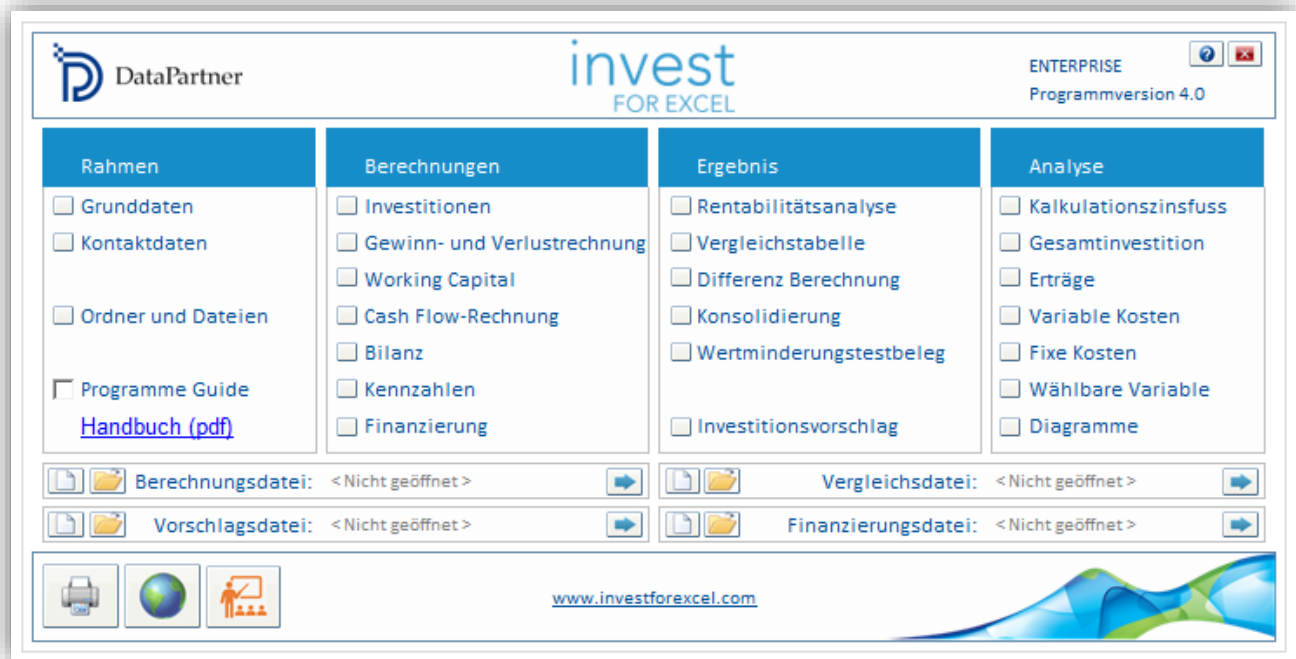 DataPartner
invest
FOR EXCEL
ENTERPRISE
Programmversion 4.0
Rahmen
Grunddaten
Kontaktdaten
Ordner und Dateien
Programme Guide
Handbuch (pdf)
Berechnungen
Investitionen
Gewinn- und Verlustrechnung
Working Capital
Cash Flow-Rechnung
Bilanz
Kennzahlen
Finanzierung
Ergebnis
Rentabilitätsanalyse
Vergleichstabelle
Differenz Berechnung
Konsolidierung
Wertminderungstestbeleg
Investitionsvorschlag
Analyse
Kalkulationszinsfuss
Gesamtinvestition
Erträge
Variable Kosten
Fixe Kosten
Wählbare Variable
Diagramme
Berechnungsdatei: <Nicht geöffnet>
Vergleichsdatei: <Nicht geöffnet>
Vorschlagsdatei: <Nicht geöffnet>
Finanzierungsdatei: <Nicht geöffnet>
www.investforexcel.com